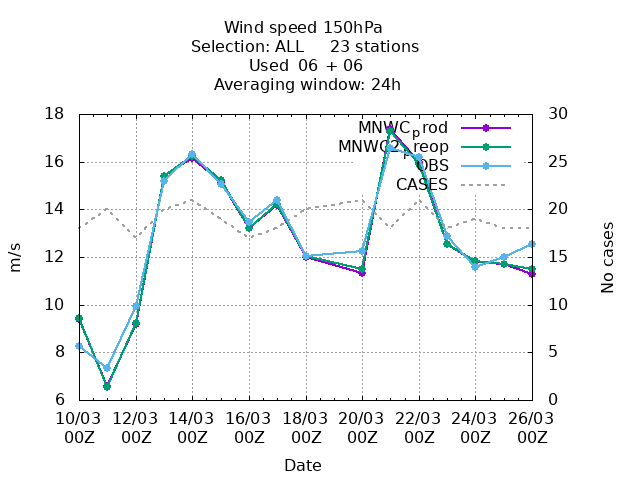 Wind speed 150hPa
Selection: ALL 23 stations
Used 06 + 06
Averaging window: 24h
18 30
MNWC_prod
MNWC2_preop
16 25
OBS
CASES
14 20
m/s
No cases
12 15
10 10
8 5
6 0
10/03 12/03 14/03 16/03 18/03 20/03 22/03 24/03 26/03
00Z 00Z 00Z 00Z 00Z 00Z 00Z 00Z 00Z
Date